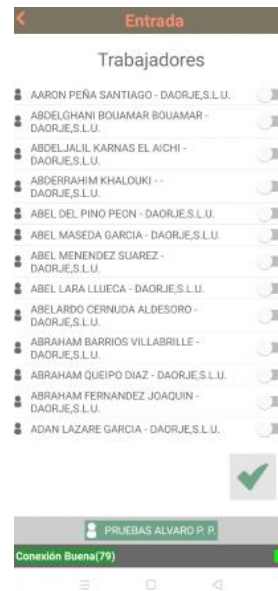 Entrada
Trabajadores
AARON PEÑA SANTIAGO - DAORJE,S.L.U.
ABDELGHANI BOUAMAR BOUAMAR -
DAORJE,S.L.U.
ABDELJALIL KARNAS EL AICHI -
DAORJE,S.L.U.
ABDERRAHIM KHALOUKI - -
DAORJE,S.L.U.
ABEL DEL PINO PEON - DAORJE,S.L.U.
ABEL MASEDA GARCIA - DAORJE,S.L.U.
ABEL MENENDEZ SUAREZ -
DAORJE,S.L.U.
ABEL LARA LLUECA - DAORJE,S.L.U.
ABELARDO CERNUDA ALDESORO -
DAORJE,S.L.U.
ABRAHAM BARRIOS VILLABRILLE -
DAORJE,S.L.U.
ABRAHAM QUEIPO DIAZ - DAORJE,S.L.U.
ABRAHAM FERNANDEZ JOAQUIN -
DAORJE,S.L.U.
ADAN LAZARE GARCIA - DAORJE,S.L.U.
PRUEBAS ALVARO P. P.
Conexión Buena(79)